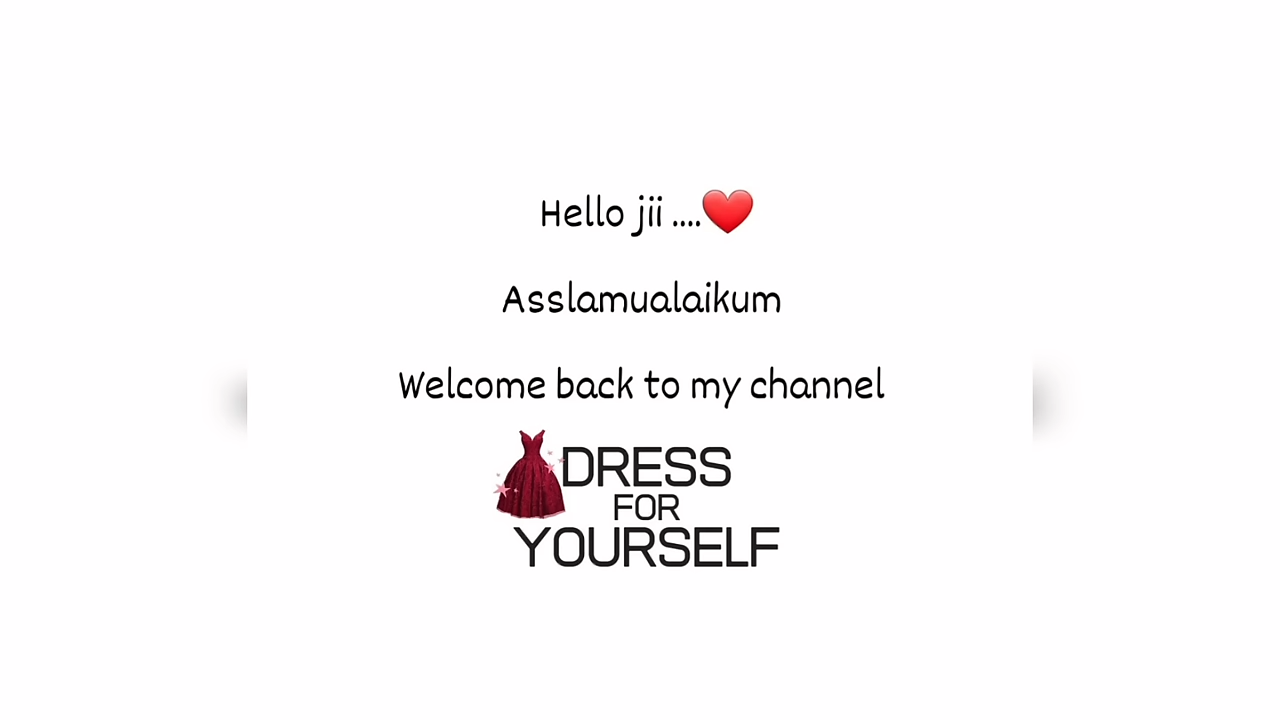 Hello jii ....❤️
Asslamualaikum
Welcome back to my channel
DRESS
FOR
YOURSELF